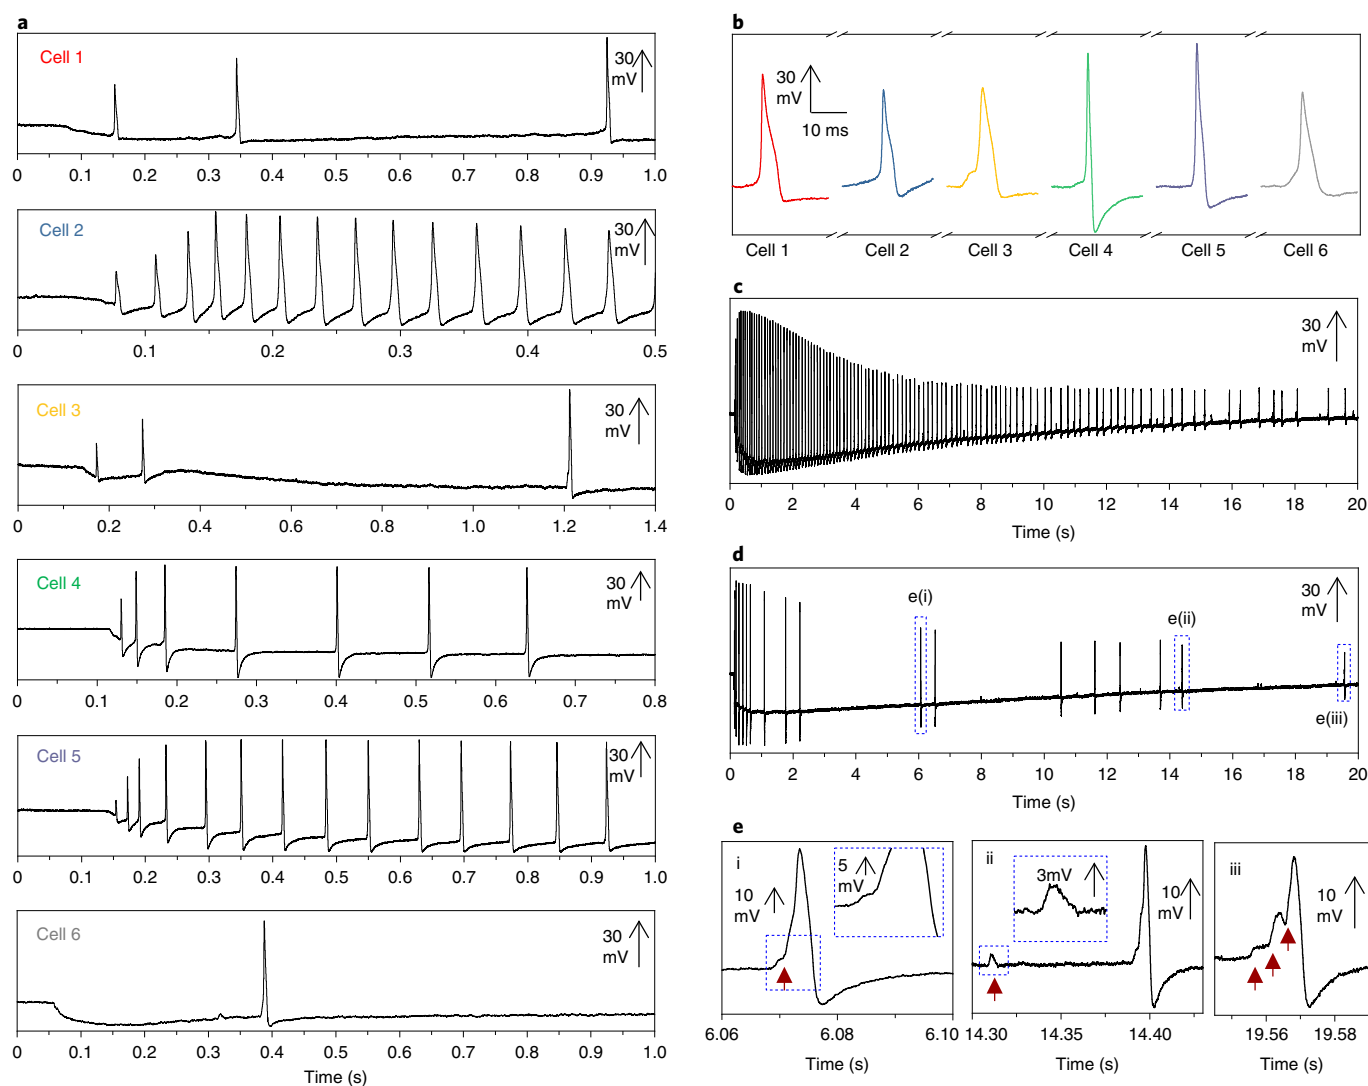 a
Cell 1
30
mV
0 0.1 0.2 0.3 0.4 0.5 0.6 0.7 0.8 0.9 1.0
Cell 2
30
mV
0 0.1 0.2 0.3 0.4 0.5
Cell 3
30
mV
0 0.2 0.4 0.6 0.8 1.0 1.2 1.4
Cell 4
30
mV
0 0.1 0.2 0.3 0.4 0.5 0.6 0.7 0.8
Cell 5
30
mV
0 0.1 0.2 0.3 0.4 0.5 0.6 0.7 0.8 0.9 1.0
Cell 6
30
mV
0 0.1 0.2 0.3 0.4 0.5 0.6 0.7 0.8 0.9 1.0
Time (s)
b
30
mV
10 ms
Cell 1 Cell 2 Cell 3 Cell 4 Cell 5 Cell 6
c
30
mV
0 2 4 6 8 10 12 14 16 18 20
Time (s)
d
e(i)
e(ii)
30
mV
e(iii)
0 2 4 6 8 10 12 14 16 18 20
Time (s)
e
i
10
mV
5
mV
6.06 6.08 6.10
Time (s)
ii
3mV
10
mV
14.30 14.35 14.40
Time (s)
iii
10
mV
19.56 19.58
Time (s)